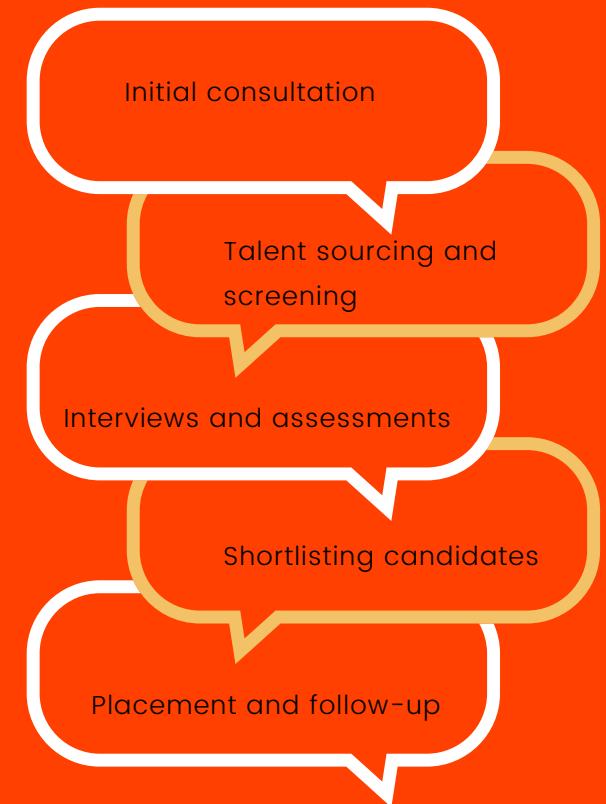 Initial consultation
Talent sourcing and
screening
Interviews and assessments
Shortlisting candidates
Placement and follow-up